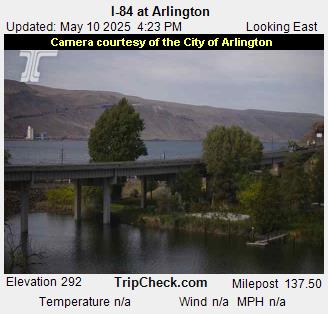 I-84 at Arlington
Updated: May 10 2025 4:23 PM Looking East
Camera courtesy of the City of Arlington
Elevation 292 TripCheck.com Milepost 137.50
Temperature n/a Wind n/a MPH n/a